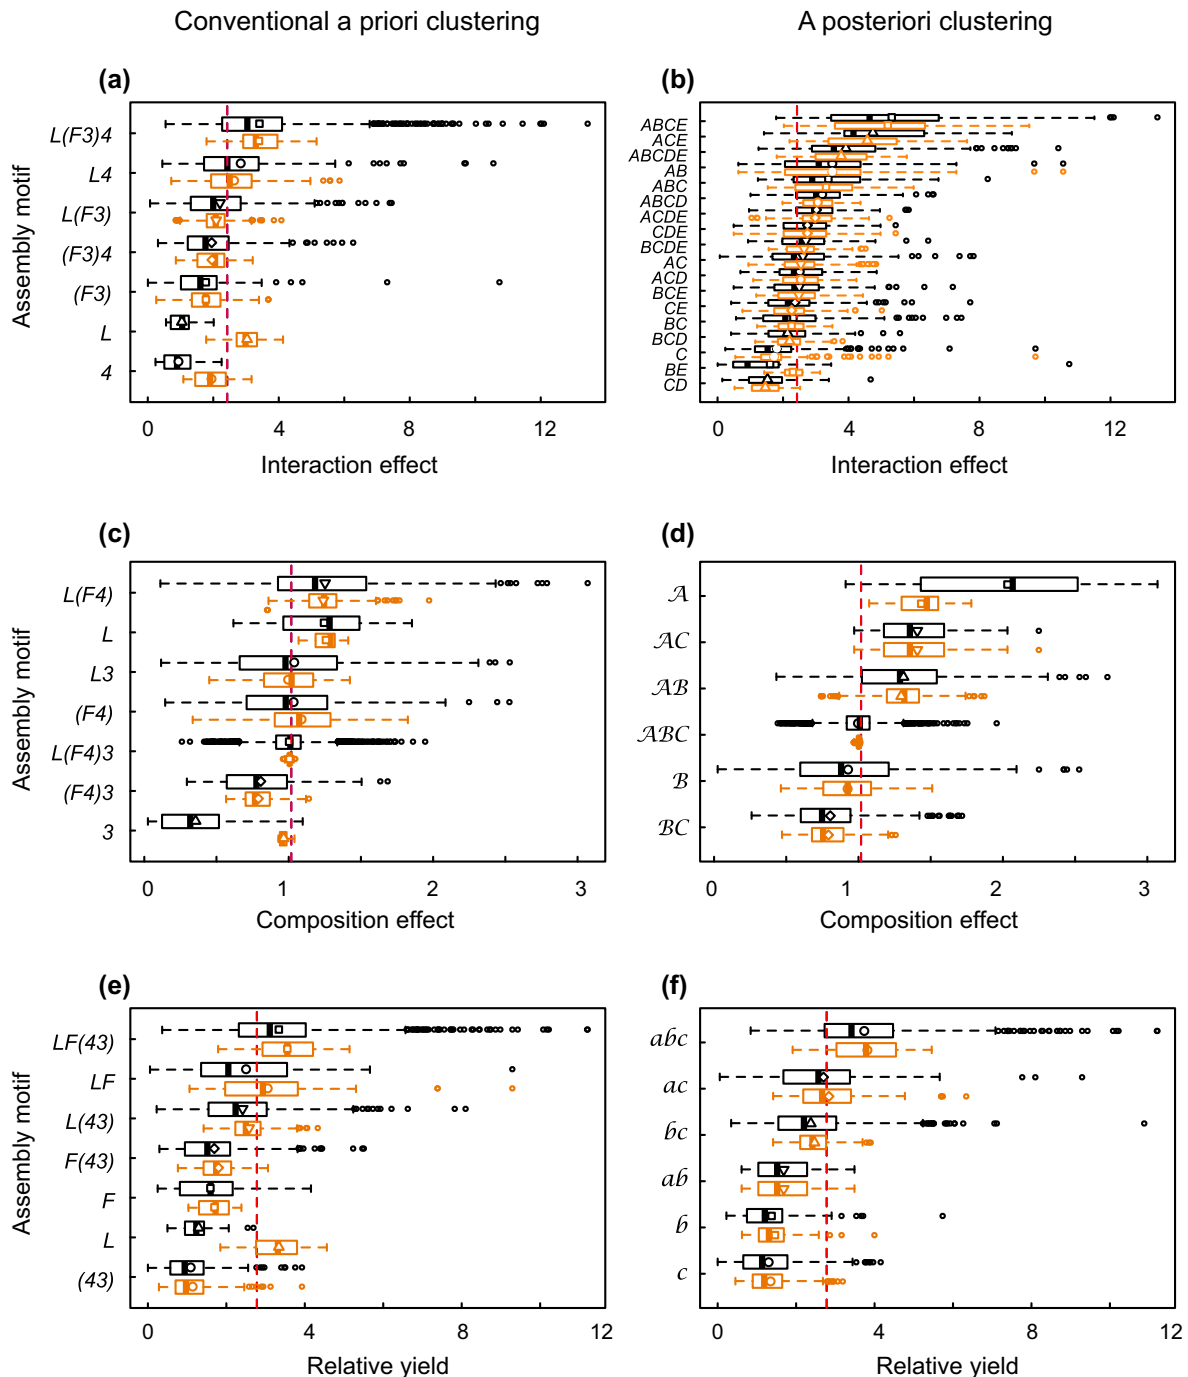 Conventional a priori clustering
A posteriori clustering
(a)
Assembly motif
L(F3)4
L4
L(F3)
(F3)4
(F3)
L
4
0 4 8 12
Interaction effect
(b)
ABCE
ACE
ABCDE
AB
ABC
ABCD
ACDE
CDE
BCDE
AC
ACD
BCE
CE
BC
BCD
C
BE
CD
0 4 8 12
Interaction effect
(c)
Assembly motif
L(F4)
L
L3
(F4)
L(F4)3
(F4)3
3
0 1 2 3
Composition effect
(d)
𝒜
𝒜𝒞
𝒜ℬ
𝒜ℬ𝒞
ℬ
ℬ𝒞
0 1 2 3
Composition effect
(e)
Assembly motif
LF(43)
LF
L(43)
F(43)
F
L
(43)
0 4 8 12
Relative yield
(f)
abc
ac
bc
ab
b
c
0 4 8 12
Relative yield